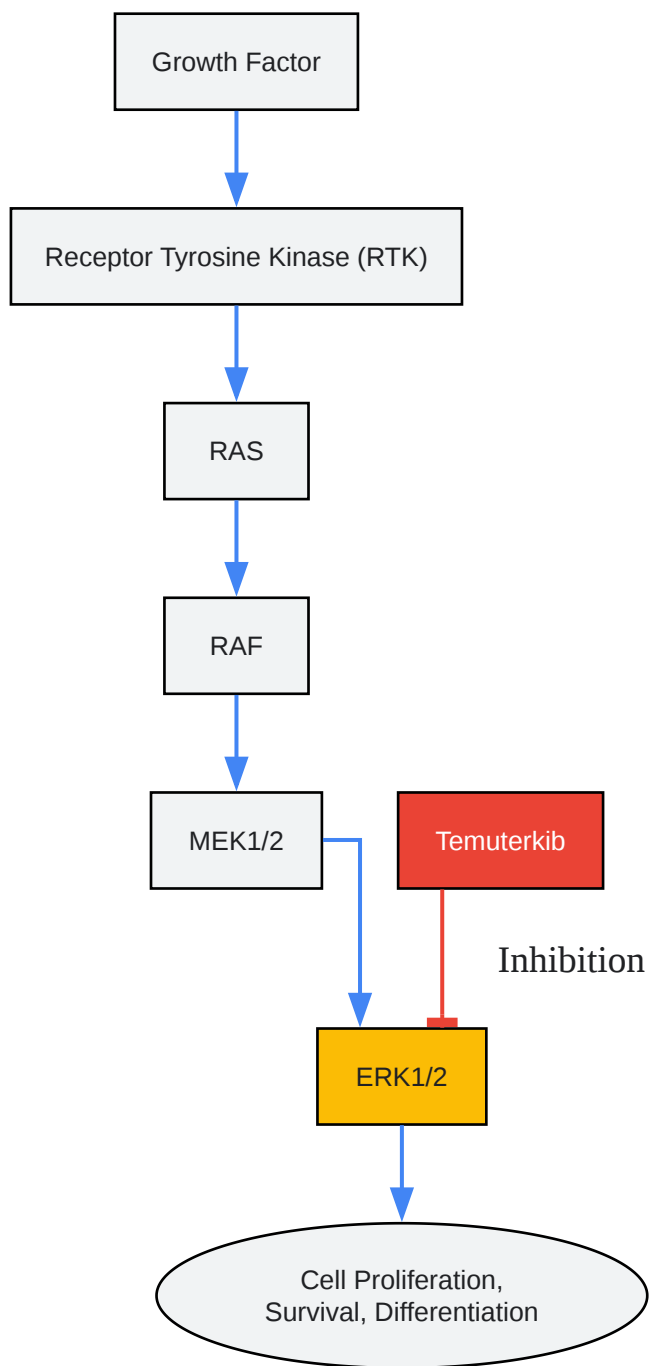 Growth Factor
Receptor Tyrosine Kinase (RTK)
RAS
RAF
MEK1/2
Temuterkib
Inhibition
ERK1/2
Cell Proliferation,
Survival, Differentiation